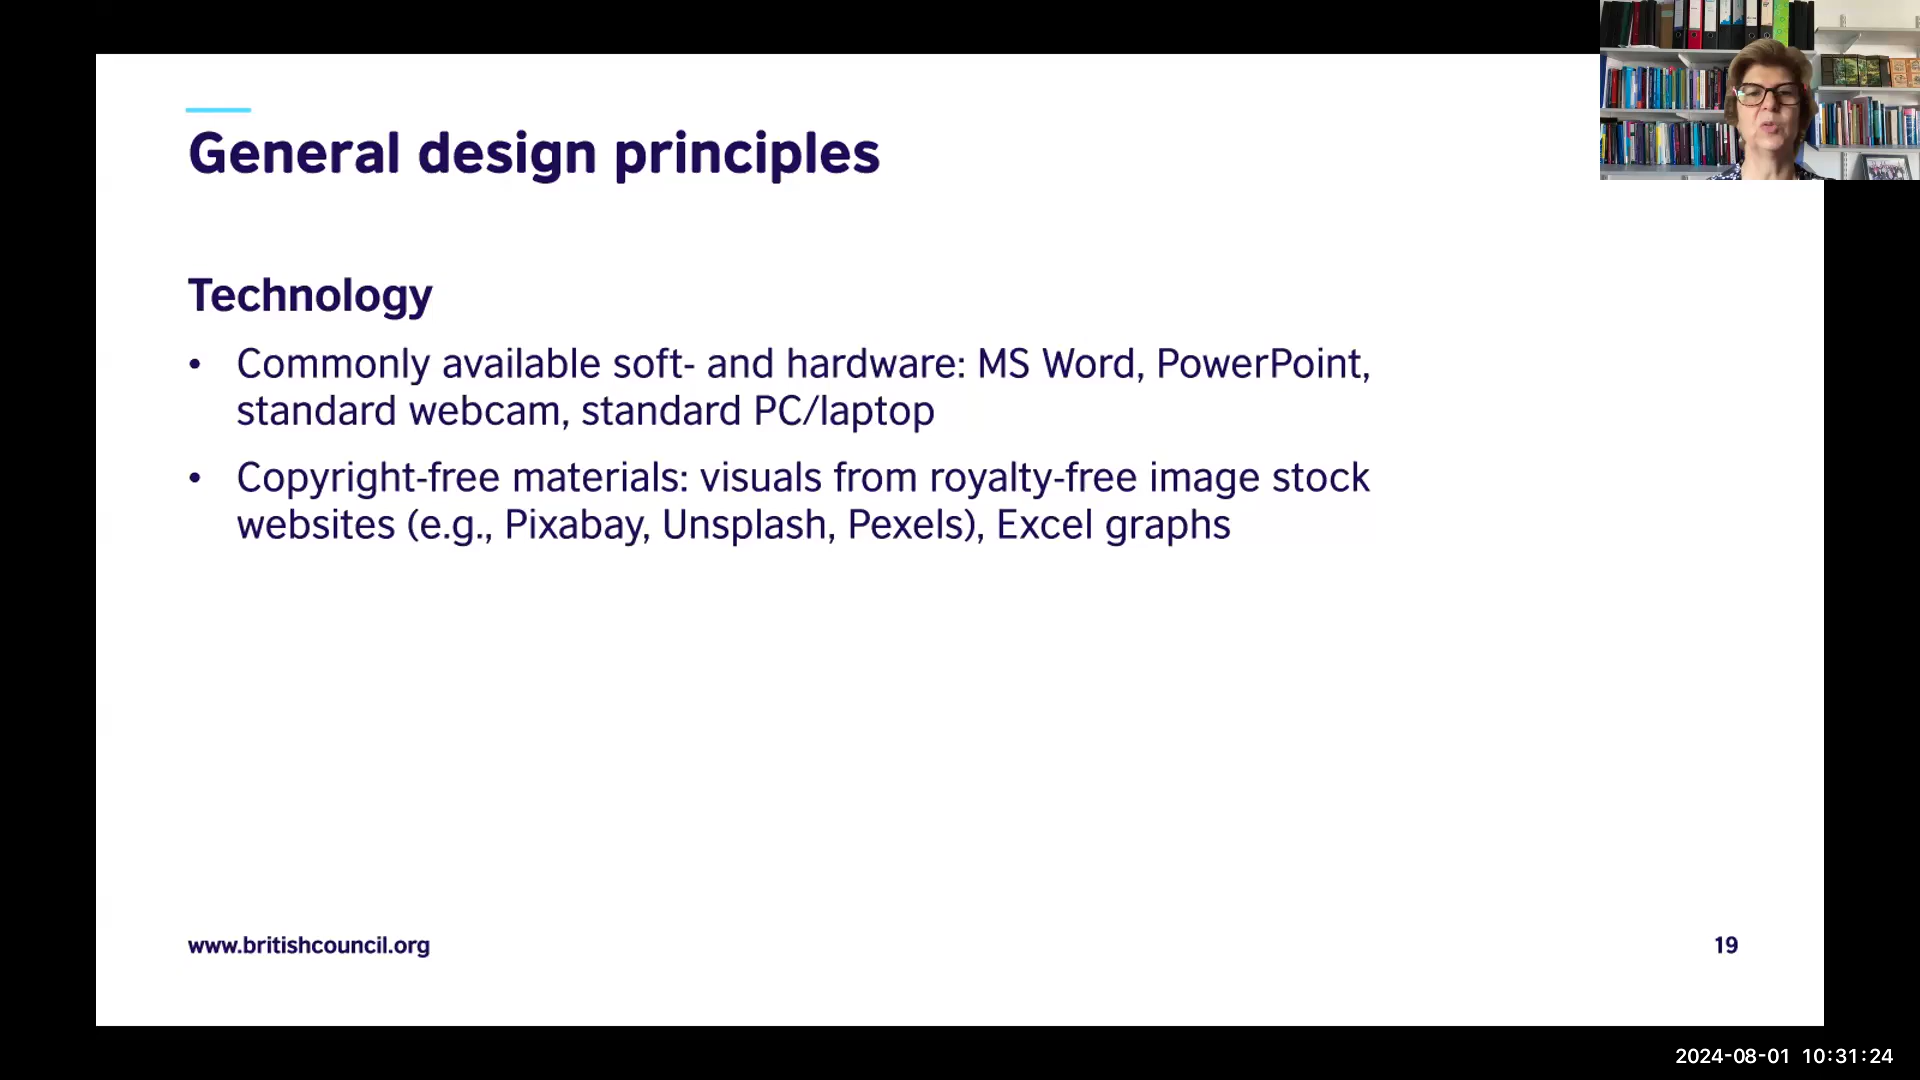 General design principles
Technology
• Commonly available soft- and hardware: MS Word, PowerPoint,
standard webcam, standard PC/laptop
• Copyright-free materials: visuals from royalty-free image stock
websites (e.g., Pixabay, Unsplash, Pexels), Excel graphs
www.britishcouncil.org
19
2024-08-01 10:31:24